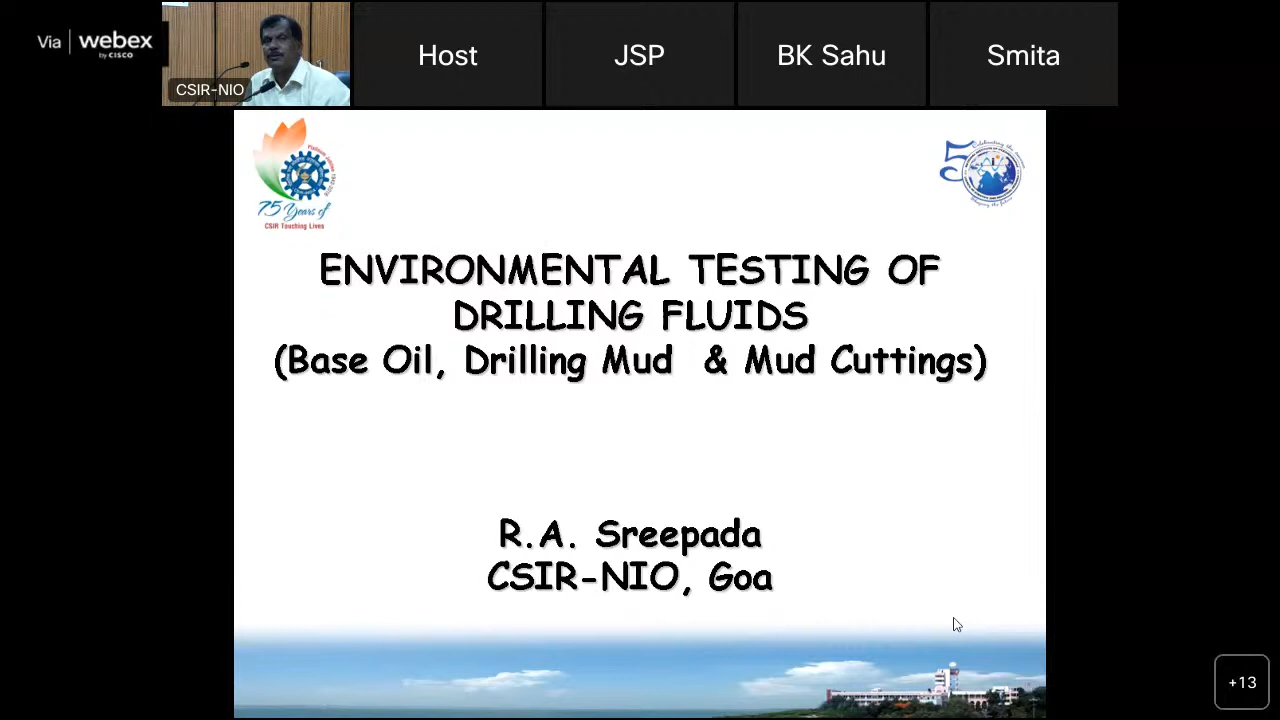 Via webex
by CISCO
CSIR-NIO
Host
JSP
BK Sahu
Smita
75 Years of
CSIR Touching Lives
5
ENVIRONMENTAL TESTING OF
DRILLING FLUIDS
(Base Oil, Drilling Mud & Mud Cuttings)
R.A. Sreepada
CSIR-NIO, Goa
+13